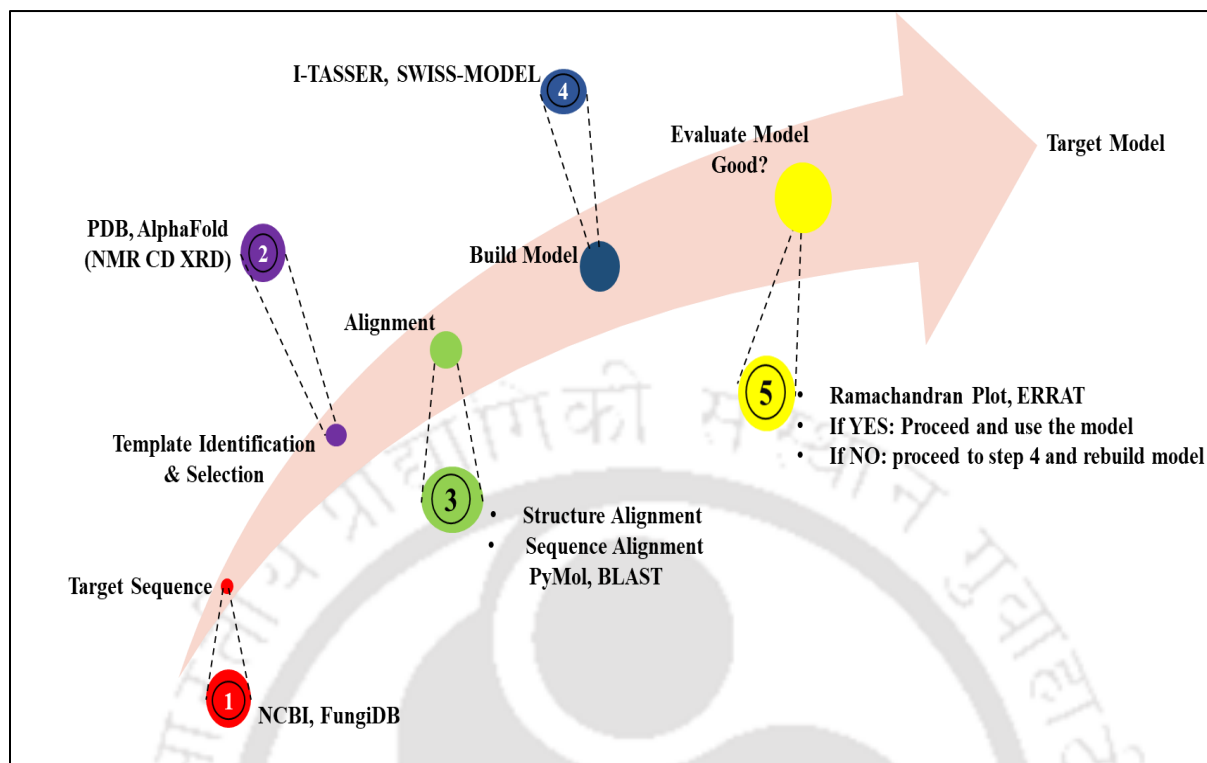 I-TASSER, SWISS-MODEL
4
Evaluate Model
Good?
Target Model
PDB, AlphaFold
(NMR CD XRD)
2
Build Model
Alignment
Template Identification
& Selection
5
• Ramachandran Plot, ERRAT
• If YES: Proceed and use the model
• If NO: proceed to step 4 and rebuild model
3
• Structure Alignment
• Sequence Alignment
PyMol, BLAST
Target Sequence
1
NCBI, FungiDB